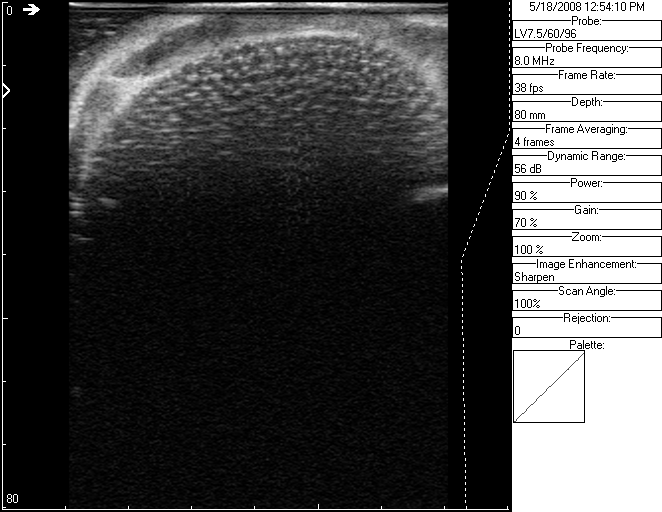 0
80
5/18/2008 12:54:10 PM
Probe:
LV7.5/60/96
Probe Frequency:
8.0 MHz
Frame Rate:
38 fps
Depth:
80 mm
Frame Averaging:
4 frames
Dynamic Range:
56 dB
Power:
90 %
Gain:
70 %
Zoom:
100 %
Image Enhancement:
Sharpen
Scan Angle:
100%
Rejection:
0
Palette: